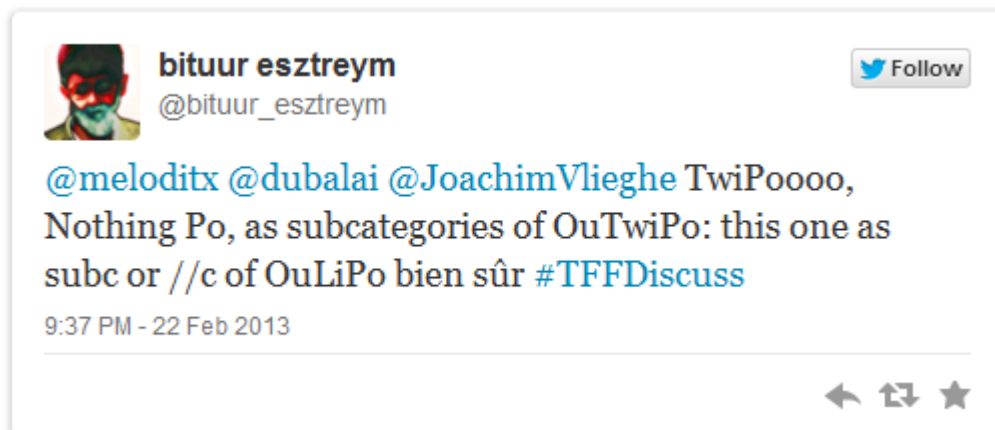 bituur esztreym
@bituur_esztreym
Follow
@meloditx @dubalai @JoachimVlieghe TwiPoooo,
Nothing Po, as subcategories of OuTwiPo: this one as
subc or //c of OuLiPo bien sûr #TFFDiscuss
9:37 PM - 22 Feb 2013